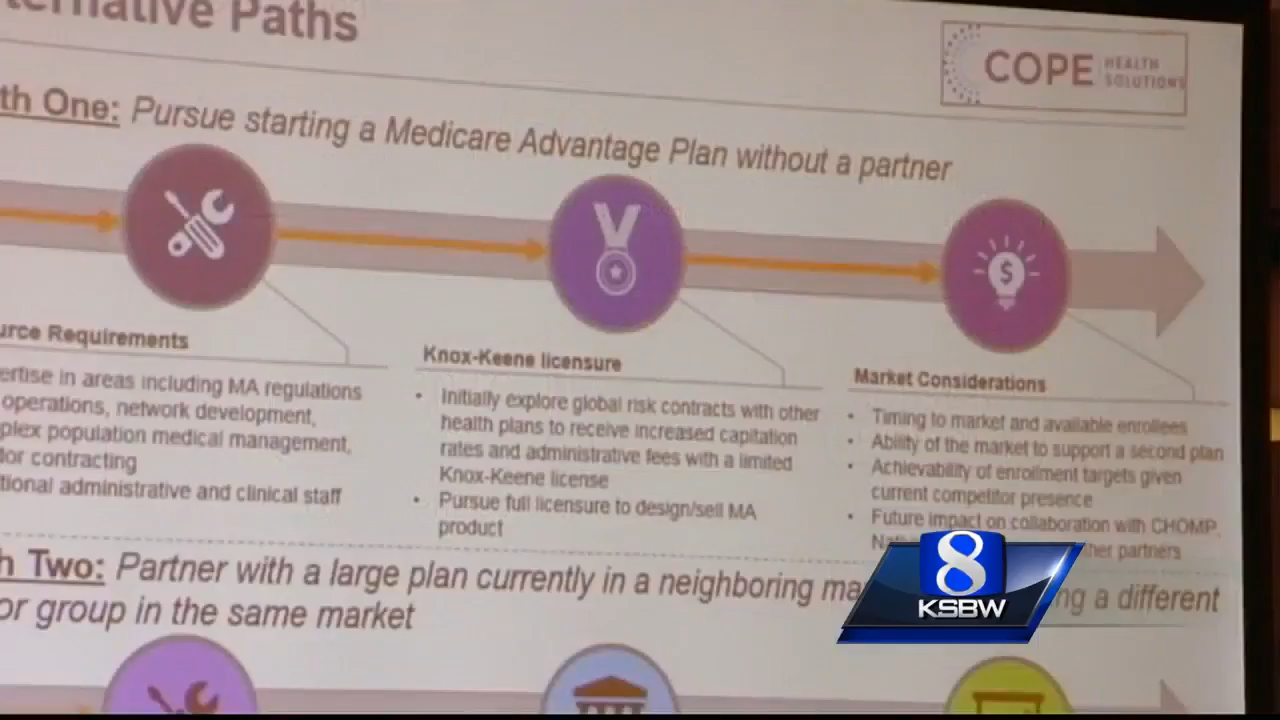 ternative Paths
COPE HEALTH SOLUTIONS
th One: Pursue starting a Medicare Advantage Plan without a partner
$
urce Requirements
ertise in areas including MA regulations
operations, network development,
plex population medical management,
dor contracting
tional administrative and clinical staff
Knox-Keene licensure
• Initially explore global risk contracts with other
health plans to receive increased capitation
rates and administrative fees with a limited
Knox-Keene license
• Pursue full licensure to design/sell MA
product
Market Considerations
• Timing to market and available enrollees
• Ability of the market to support a second plan
• Achievability of enrollment targets given
current competitor presence
• Future impact on collaboration with CHOMP,
her partners
h Two: Partner with a large plan currently in a neighboring ma ng a different
or group in the same market
8
KSBW